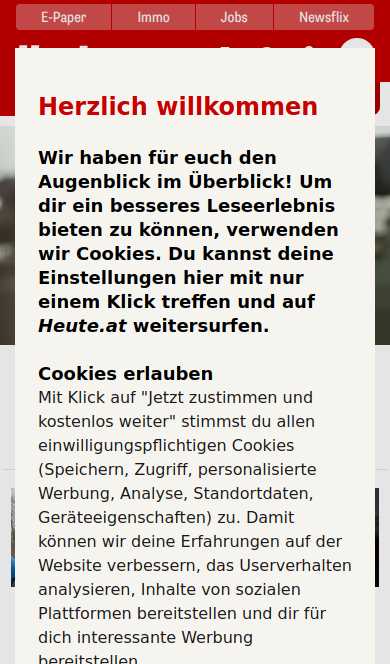 E-Paper
Immo
Jobs
Newsflix
Herzlich willkommen
Wir haben für euch den
Augenblick im Überblick! Um
dir ein besseres Leseerlebnis
bieten zu können, verwenden
wir Cookies. Du kannst deine
Einstellungen hier mit nur
einem Klick treffen und auf
Heute.at weitersurfen.
Cookies erlauben
Mit Klick auf "Jetzt zustimmen und
kostenlos weiter" stimmst du allen
einwilligungspflichtigen Cookies
(Speichern, Zugriff, personalisierte
Werbung, Analyse, Standortdaten,
Geräteeigenschaften) zu. Damit
können wir deine Erfahrungen auf der
Website verbessern, das Userverhalten
analysieren, Inhalte von sozialen
Plattformen bereitstellen und dir für
dich interessante Werbung
bereitstellen